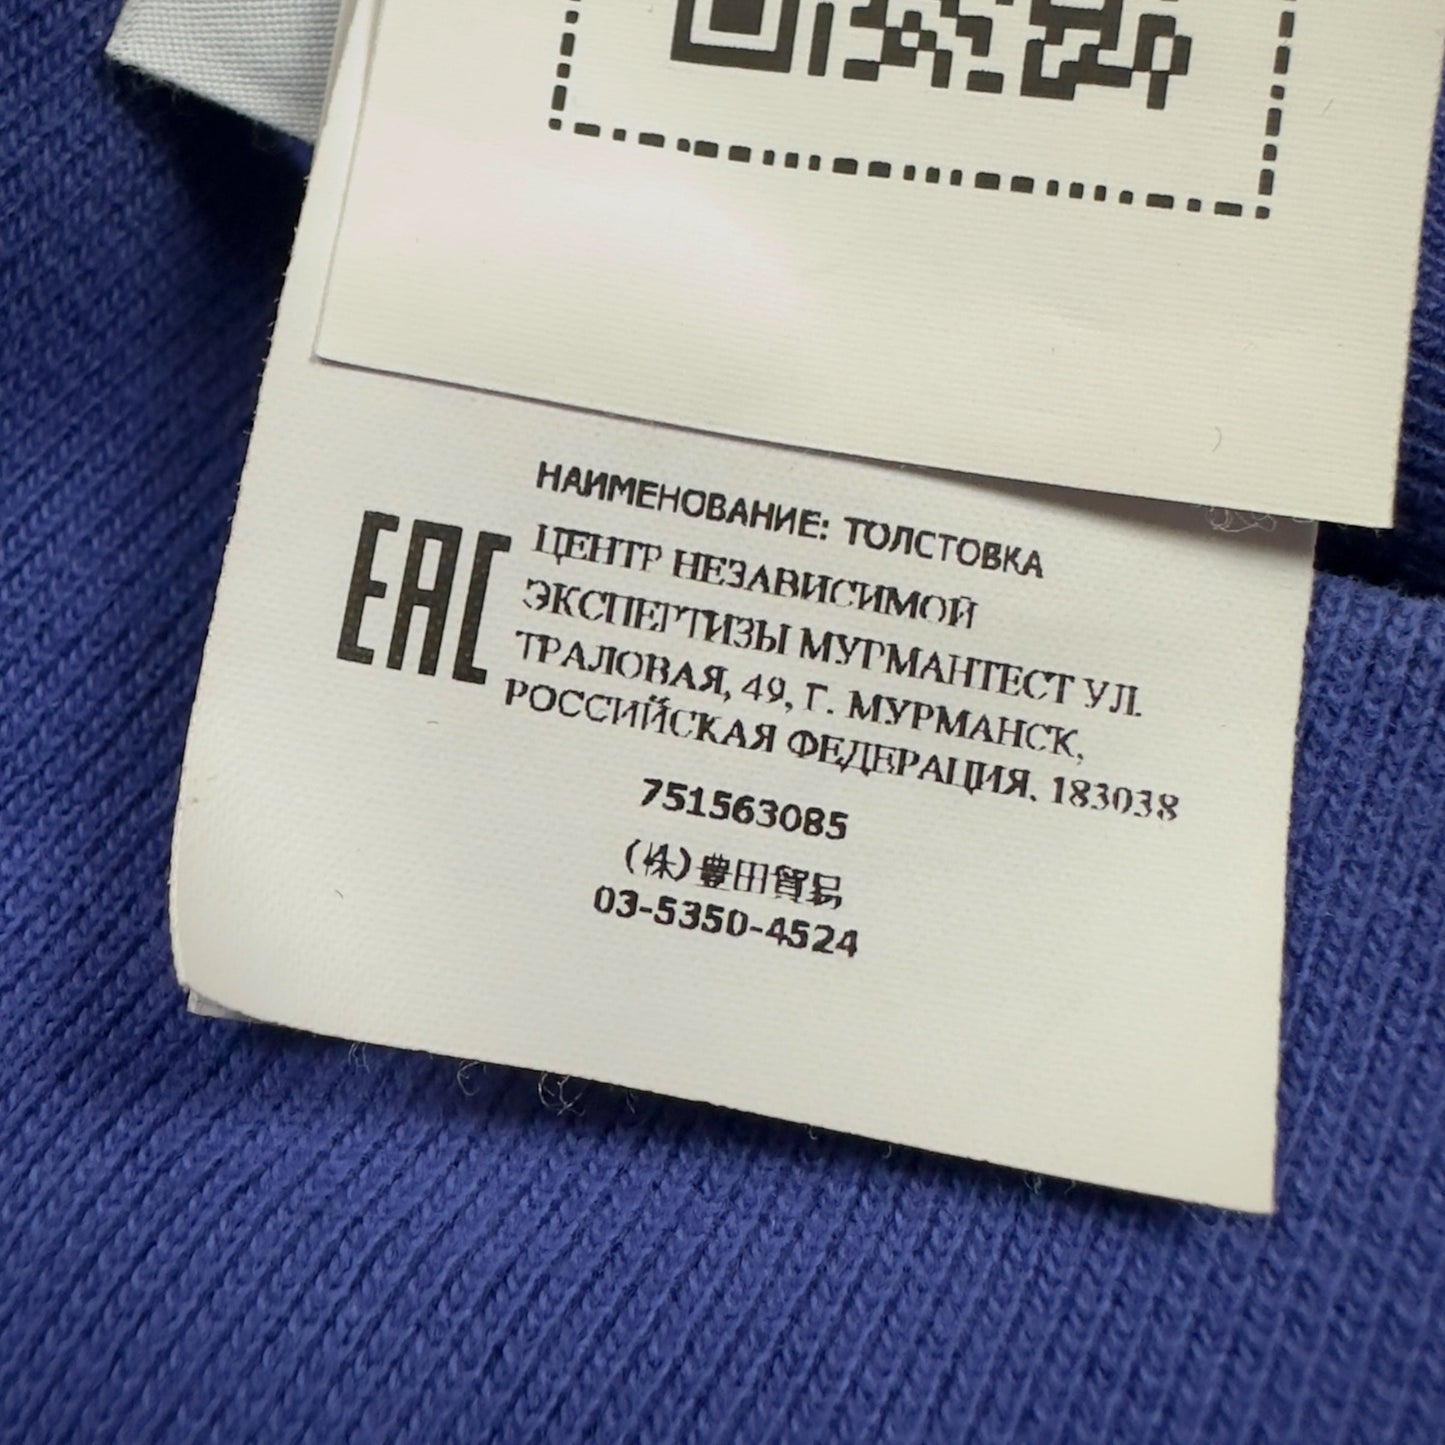 НАИМЕНОВАНИЕ: ТОЛСТОВКА
EAC
ЦЕНТР НЕЗАВИСИМОЙ
ЭКСПЕРТИЗЫ МУРМАНТЕСТ УЛ.
ТРАЛОВАЯ, 49, Г. МУРМАНСК,
РОССИЙСКАЯ ФЕДЕРАЦИЯ, 183038
751563085
(株)豊田貿易
03-5350-4524